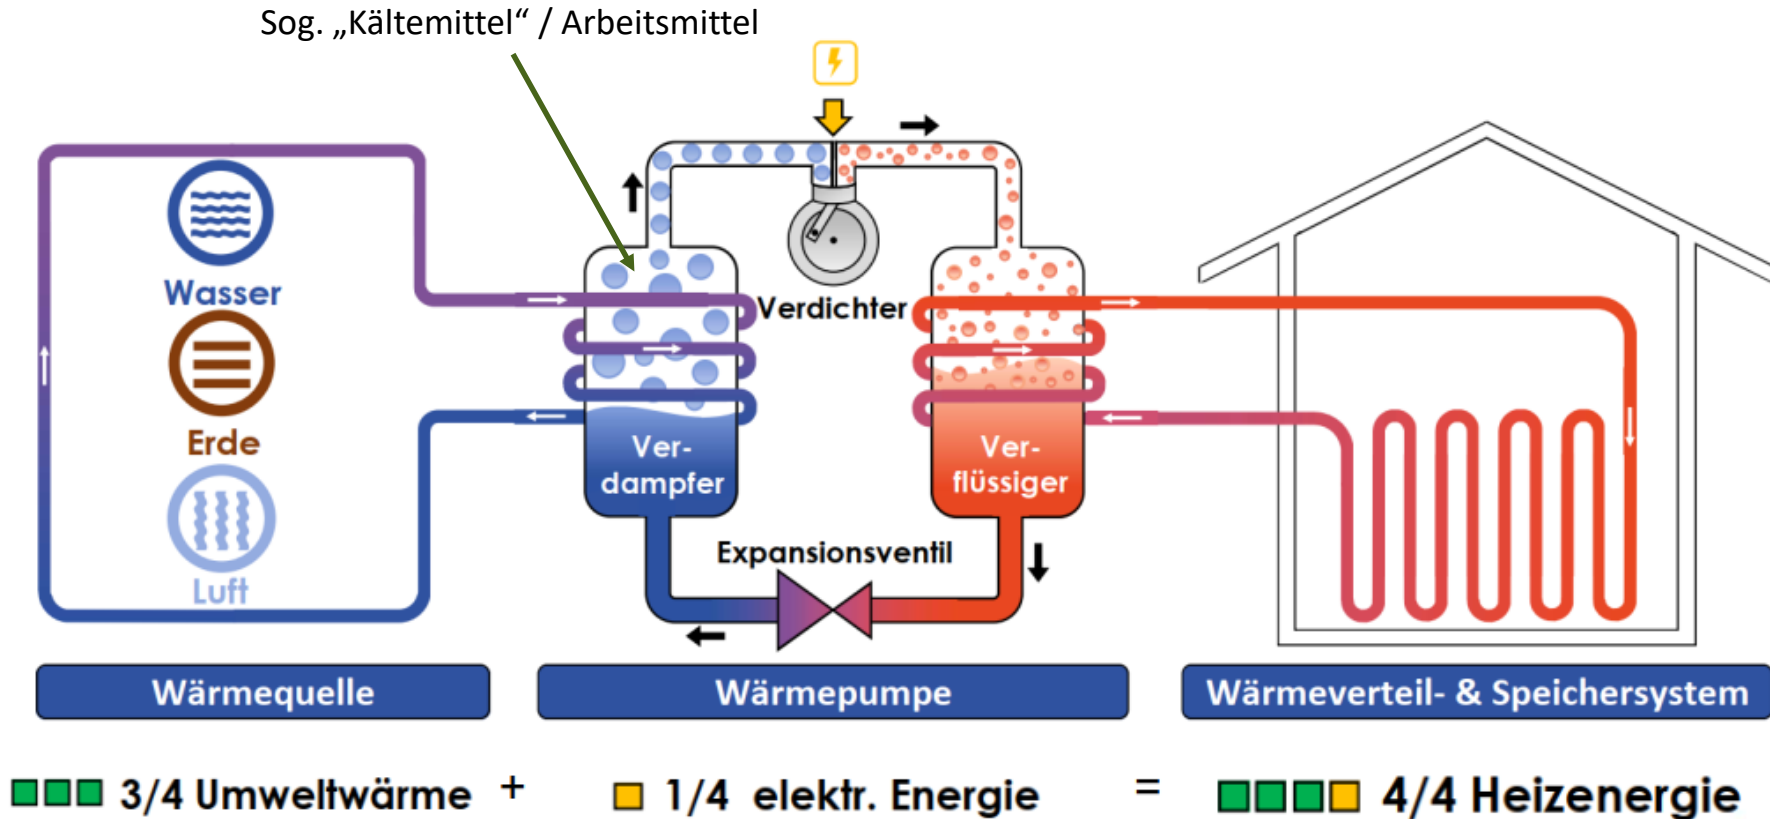 Sog. „Kältemittel“ / Arbeitsmittel
Wasser
Erde
Luft
Verdichter
Ver-
dampfer
Ver-
flüssiger
Expansionsventil
Wärmequelle
Wärmepumpe
Wärmeverteil- & Speichersystem
3/4 Umweltwärme + 1/4 elektr. Energie = 4/4 Heizenergie